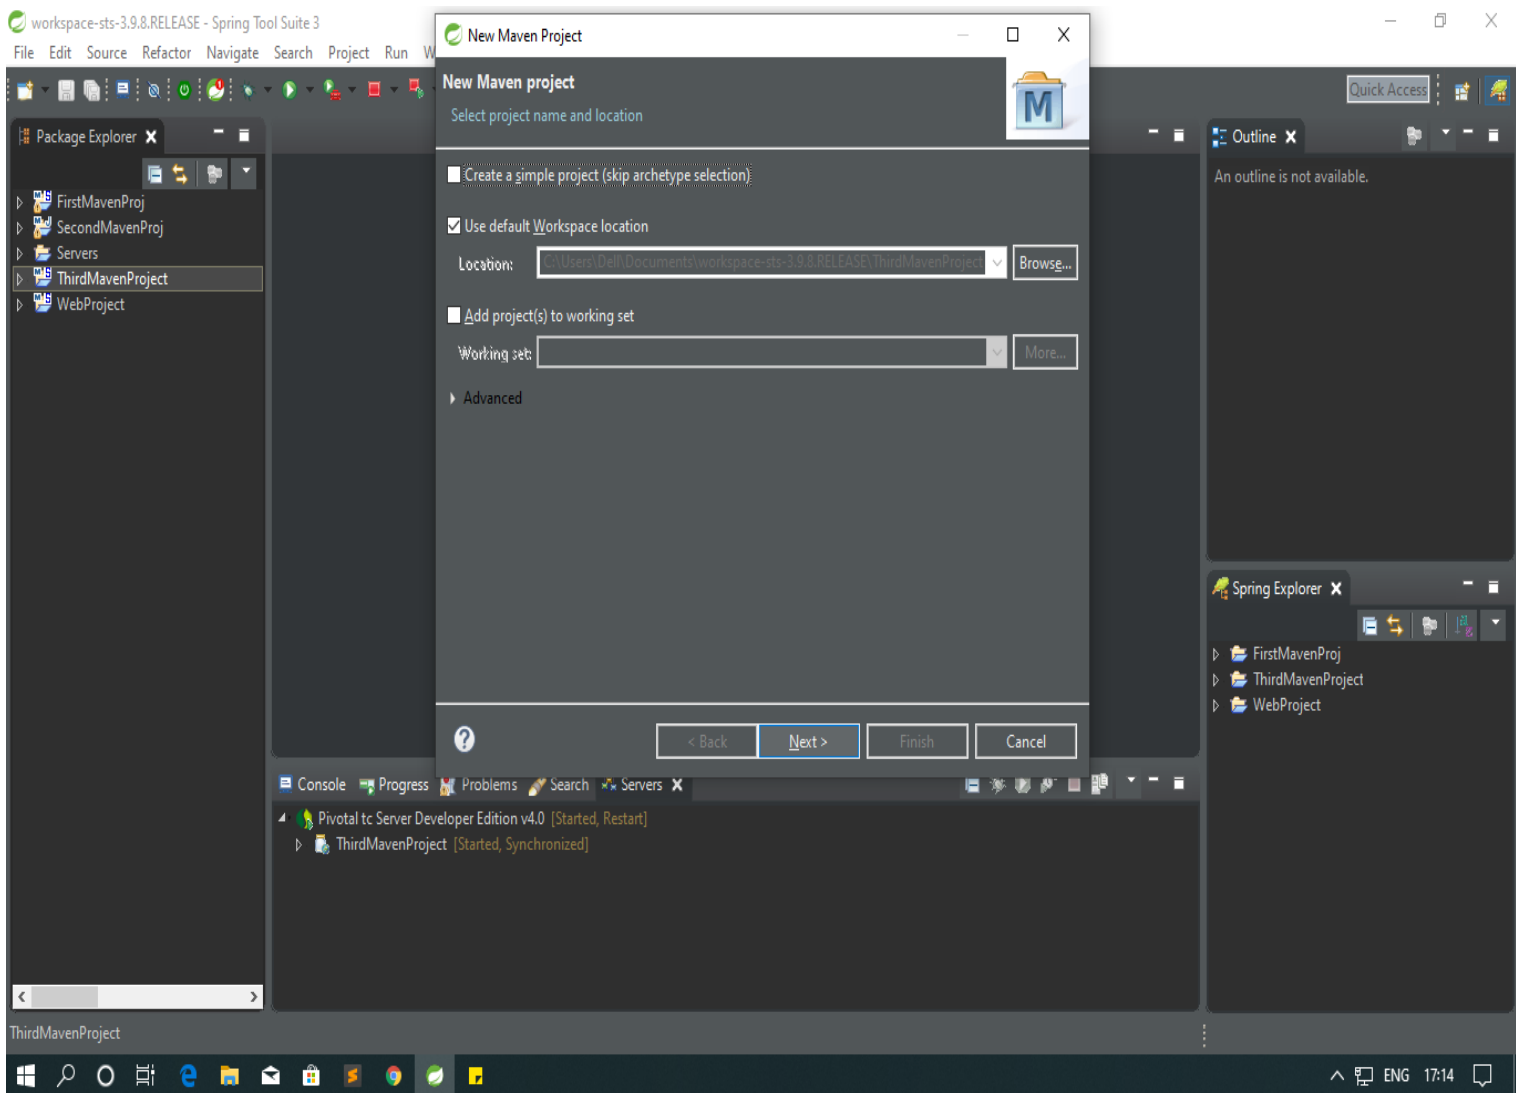 workspace-sts-3.9.8.RELEASE - Spring Tool Suite 3
File Edit Source Refactor Navigate Search Project Run W
Quick Access
Package Explorer
FirstMavenProj
SecondMavenProj
Servers
ThirdMavenProject
WebProject
New Maven Project
New Maven project
Select project name and location
M
Create a simple project (skip archetype selection)
Use default Workspace location
Location: C:\Users\Dell\Documents\workspace-sts-3.9.8.RELEASE\ThirdMavenProject Browse...
Add project(s) to working set
Working set: More...
Advanced
< Back Next > Finish Cancel
Outline
An outline is not available.
Spring Explorer
FirstMavenProj
ThirdMavenProject
WebProject
Console Progress Problems Search Servers
Pivotal tc Server Developer Edition v4.0 [Started, Restart]
ThirdMavenProject [Started, Synchronized]
ThirdMavenProject
ENG 17:14